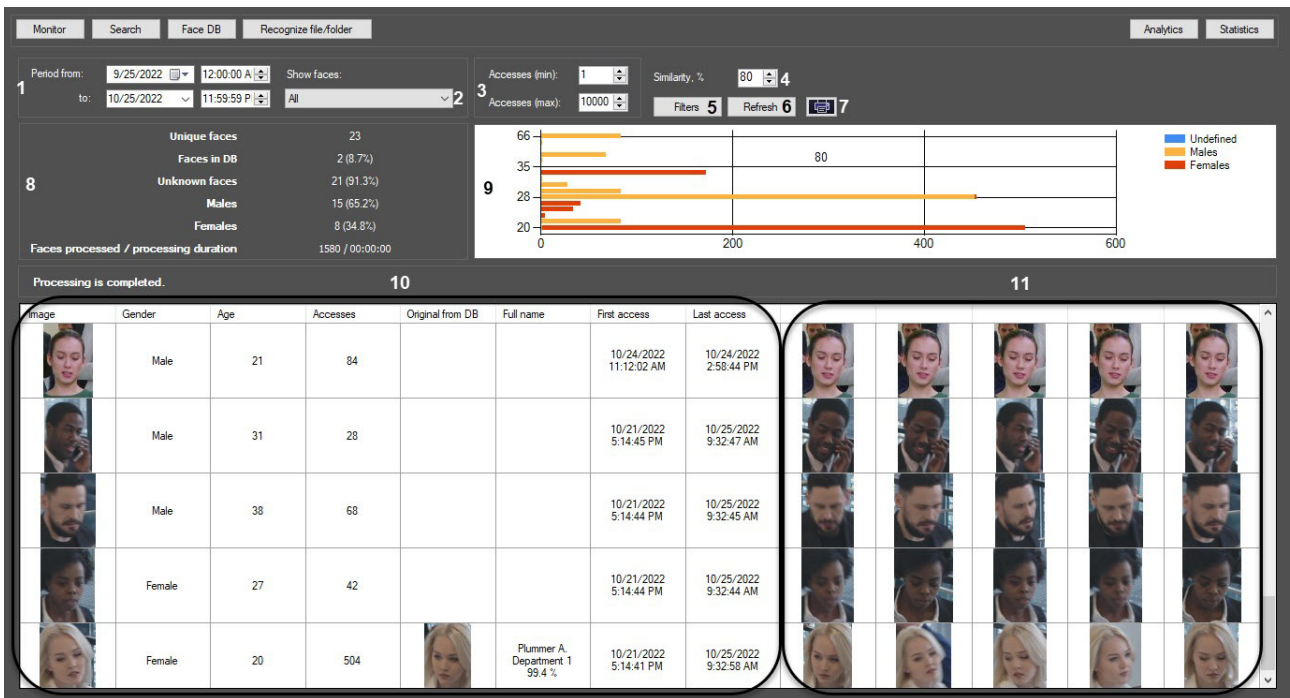 Monitor Search Face DB Recognize file/folder Analytics Statistics
1 Period from: 9/25/2022 12:00:00 A Show faces:
to: 10/25/2022 11:59:59 P All 2
3 Accesses (min): 1 Similarity, % 80 4
Accesses (max): 10000 Filters 5 Refresh 6 7
8
Unique faces 23
Faces in DB 2 (8.7%)
Unknown faces 21 (91.3%)
Males 15 (65.2%)
Females 8 (34.8%)
Faces processed / processing duration 1580 / 00:00:00
9
66
35
28
20
0 200 400 600
80
Undefined
Males
Females
Processing is completed. 10 11
Image Gender Age Accesses Original from DB Full name First access Last access
Male 21 84 10/24/2022 10/24/2022
11:12:02 AM 2:58:44 PM
Male 31 28 10/21/2022 10/25/2022
5:14:45 PM 9:32:47 AM
Male 38 68 10/21/2022 10/25/2022
5:14:44 PM 9:32:45 AM
Female 27 42 10/21/2022 10/25/2022
5:14:44 PM 9:32:44 AM
Female 20 504 Plummer A. 10/21/2022 10/25/2022
Department 1 5:14:41 PM 9:32:58 AM
99.4 %